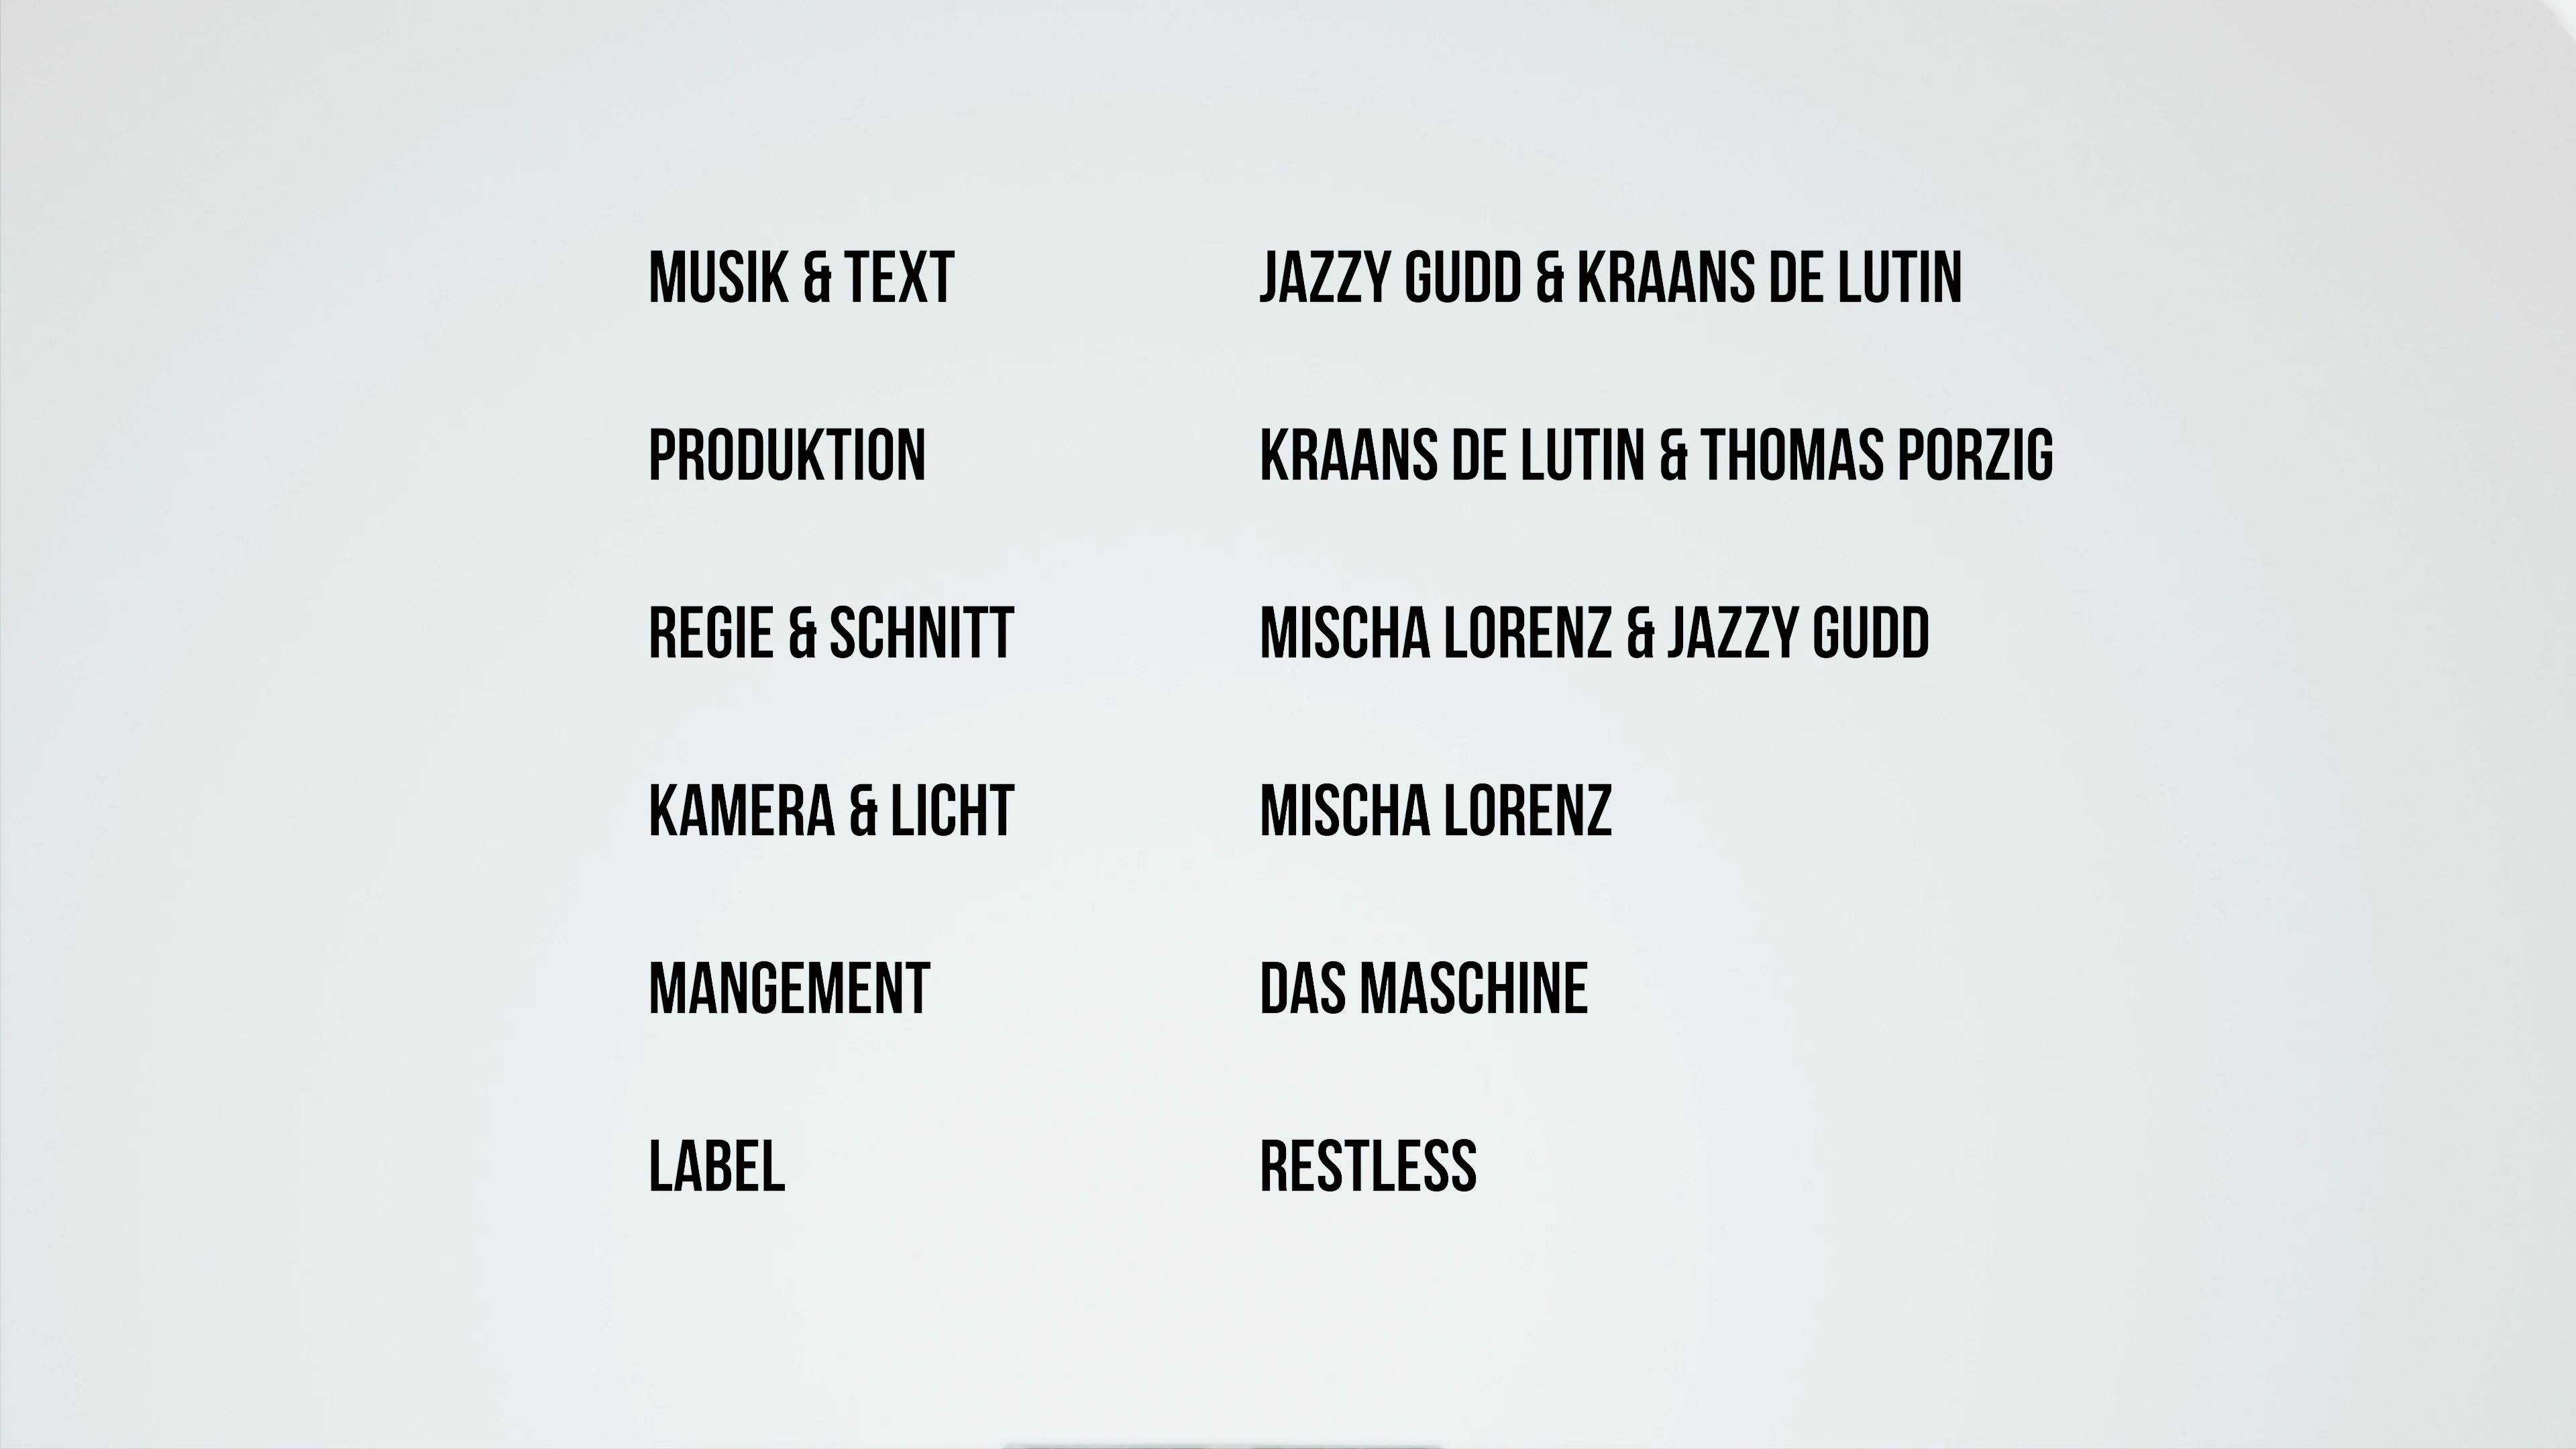 MUSIK & TEXT JAZZY GUDD & KRAANS DE LUTIN
PRODUKTION KRAANS DE LUTIN & THOMAS PORZIG
REGIE & SCHNITT MISCHA LORENZ & JAZZY GUDD
KAMERA & LICHT MISCHA LORENZ
MANGEMENT DAS MASCHINE
LABEL RESTLESS